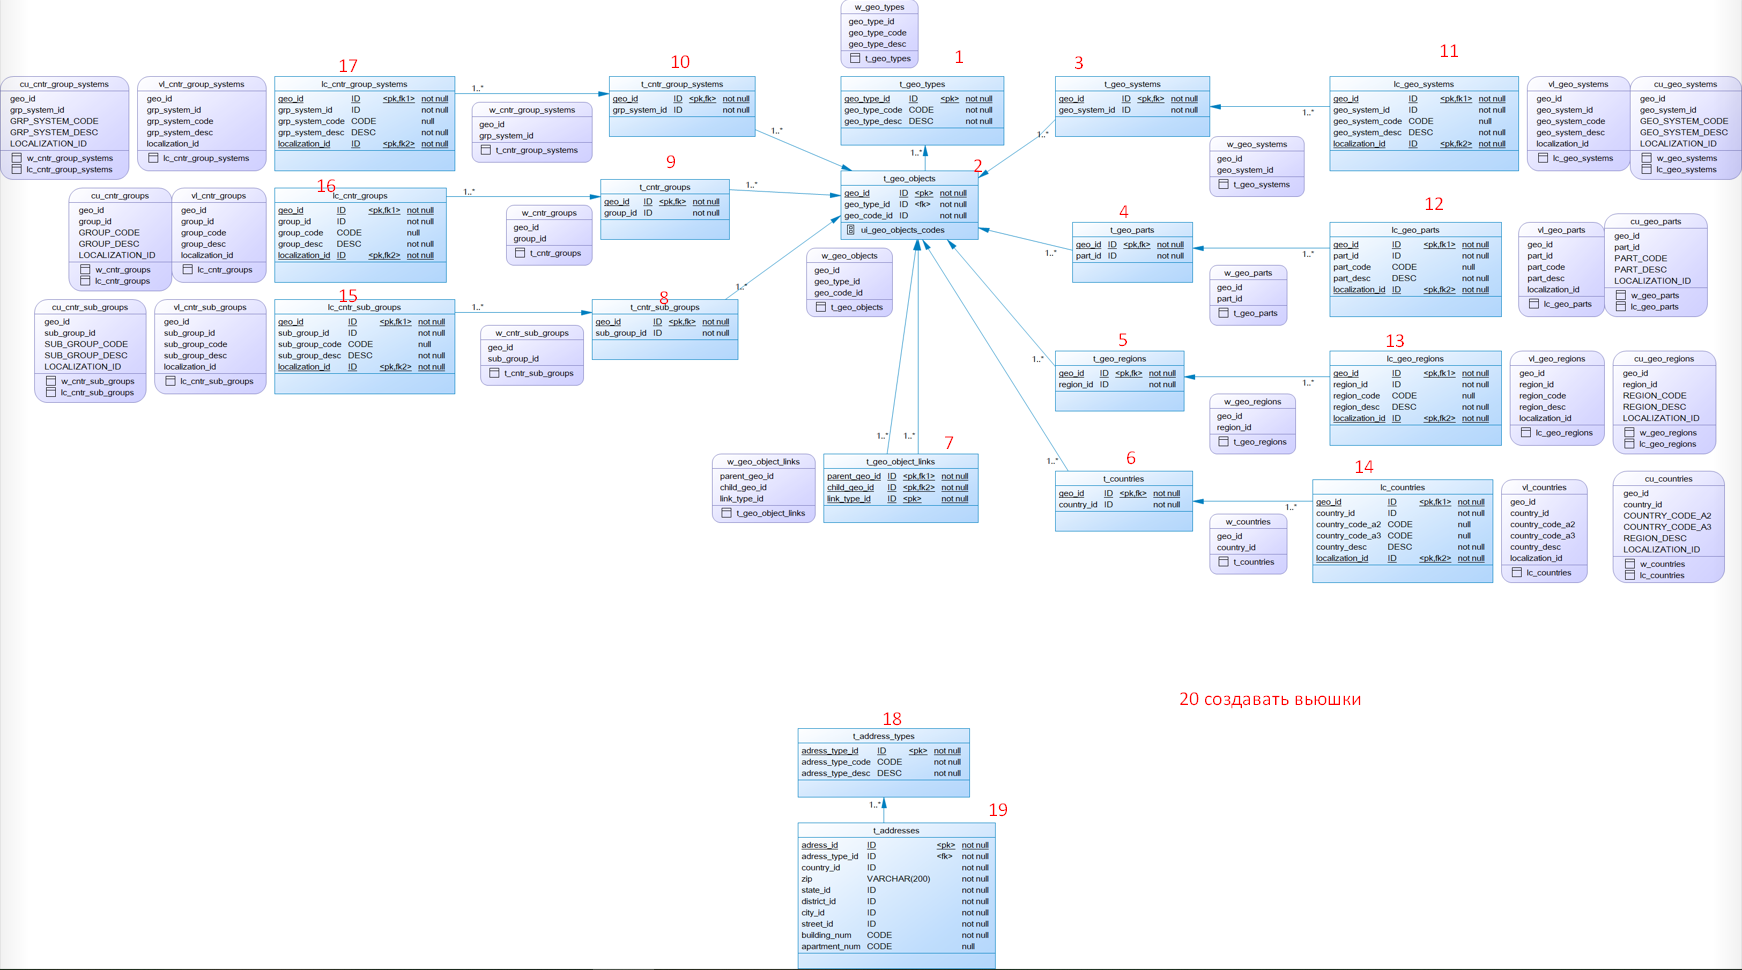 w_geo_types
geo_type_id
geo_type_code
geo_type_desc
t_geo_types
17
cu_cntr_group_systems
geo_id
grp_system_id
GRP_SYSTEM_CODE
GRP_SYSTEM_DESC
LOCALIZATION_ID
w_cntr_group_systems
lc_cntr_group_systems
vl_cntr_group_systems
geo_id
grp_system_id
grp_system_code
grp_system_desc
localization_id
lc_cntr_group_systems
lc_cntr_group_systems
geo_id ID <pk,fk1> not null
grp_system_id ID not null
grp_system_code CODE null
grp_system_desc DESC not null
localization_id ID <pk,fk2> not null
1..*
w_cntr_group_systems
geo_id
grp_system_id
t_cntr_group_systems
10
t_cntr_group_systems
geo_id ID <pk,fk> not null
grp_system_id ID not null
1..*
1
t_geo_types
geo_type_id ID <pk> not null
geo_type_code CODE not null
geo_type_desc DESC not null
1..*
3
t_geo_systems
geo_id ID <pk,fk> not null
geo_system_id ID not null
1..*
w_geo_systems
geo_id
geo_system_id
t_geo_systems
11
lc_geo_systems
geo_id ID <pk,fk1> not null
geo_system_id ID not null
geo_system_code CODE null
geo_system_desc DESC not null
localization_id ID <pk,fk2> not null
1..*
vl_geo_systems
geo_id
geo_system_id
geo_system_code
geo_system_desc
localization_id
lc_geo_systems
cu_geo_systems
geo_id
geo_system_ID
GEO_SYSTEM_CODE
GEO_SYSTEM_DESC
LOCALIZATION_ID
w_geo_systems
lc_geo_systems
cu_cntr_groups
geo_id
group_id
GROUP_CODE
GROUP_DESC
LOCALIZATION_ID
w_cntr_groups
lc_cntr_groups
vl_cntr_groups
geo_id
group_id
group_code
group_desc
localization_id
lc_cntr_groups
16
lc_cntr_groups
geo_id ID <pk,fk1> not null
group_id ID not null
group_code CODE null
group_desc DESC not null
localization_id ID <pk,fk2> not null
1..*
w_cntr_groups
geo_id
group_id
t_cntr_groups
9
t_cntr_groups
geo_id ID <pk,fk> not null
group_id ID not null
1..*
2
t_geo_objects
geo_id ID <pk> not null
geo_type_id ID <fk> not null
geo_code_id ID not null
ui_geo_objects_codes
w_geo_objects
geo_id
geo_type_id
geo_code_id
t_geo_objects
4
t_geo_parts
geo_id ID <pk,fk> not null
part_id ID not null
1..*
w_geo_parts
geo_id
part_id
t_geo_parts
12
lc_geo_parts
geo_id ID <pk,fk1> not null
part_id ID not null
part_code CODE null
part_desc DESC not null
localization_id ID <pk,fk2> not null
1..*
vl_geo_parts
geo_id
part_id
part_code
part_desc
localization_id
lc_geo_parts
cu_geo_parts
geo_id
part_id
PART_CODE
PART_DESC
LOCALIZATION_ID
w_geo_parts
lc_geo_parts
cu_cntr_sub_groups
geo_id
sub_group_id
SUB_GROUP_CODE
SUB_GROUP_DESC
LOCALIZATION_ID
w_cntr_sub_groups
lc_cntr_sub_groups
vl_cntr_sub_groups
geo_id
sub_group_id
sub_group_code
sub_group_desc
localization_id
lc_cntr_sub_groups
15
lc_cntr_sub_groups
geo_id ID <pk,fk1> not null
sub_group_id ID not null
sub_group_code CODE null
sub_group_desc DESC not null
localization_id ID <pk,fk2> not null
1..*
w_cntr_sub_groups
geo_id
sub_group_id
t_cntr_sub_groups
8
t_cntr_sub_groups
geo_id ID <pk,fk> not null
sub_group_id ID not null
1..*
5
t_geo_regions
geo_id ID <pk,fk> not null
region_id ID not null
1..*
w_geo_regions
geo_id
region_id
t_geo_regions
13
lc_geo_regions
geo_id ID <pk,fk1> not null
region_id ID not null
region_code CODE null
region_desc DESC not null
localization_id ID <pk,fk2> not null
1..*
vl_geo_regions
geo_id
region_id
region_code
region_desc
localization_id
lc_geo_regions
cu_geo_regions
geo_id
region_id
REGION_CODE
REGION_DESC
LOCALIZATION_ID
w_geo_regions
lc_geo_regions
1..*
1..*
7
w_geo_object_links
parent_geo_id
child_geo_id
link_type_id
t_geo_object_links
t_geo_object_links
parent_geo_id ID <pk,fk1> not null
child_geo_id ID <pk,fk2> not null
link_type_id ID <pk> not null
6
1..*
t_countries
geo_id ID <pk,fk> not null
country_id ID not null
w_countries
geo_id
country_id
t_countries
14
lc_countries
geo_id ID <pk,fk1> not null
country_id ID not null
country_code_a2 CODE null
country_code_a3 CODE null
country_desc DESC not null
localization_id ID <pk,fk2> not null
1..*
vl_countries
geo_id
country_id
country_code_a2
country_code_a3
country_desc
localization_id
lc_countries
cu_countries
geo_id
country_id
COUNTRY_CODE_A2
COUNTRY_CODE_A3
REGION_DESC
LOCALIZATION_ID
w_countries
lc_countries
20 создавать вьюшки
18
t_address_types
adress_type_id ID <pk> not null
adress_type_code CODE not null
adress_type_desc DESC not null
1..*
19
t_addresses
adress_id ID <pk> not null
adress_type_id ID <fk> not null
country_id ID not null
zip VARCHAR(200) not null
state_id ID not null
district_id ID not null
city_id ID not null
street_id ID not null
building_num CODE not null
apartment_num CODE null